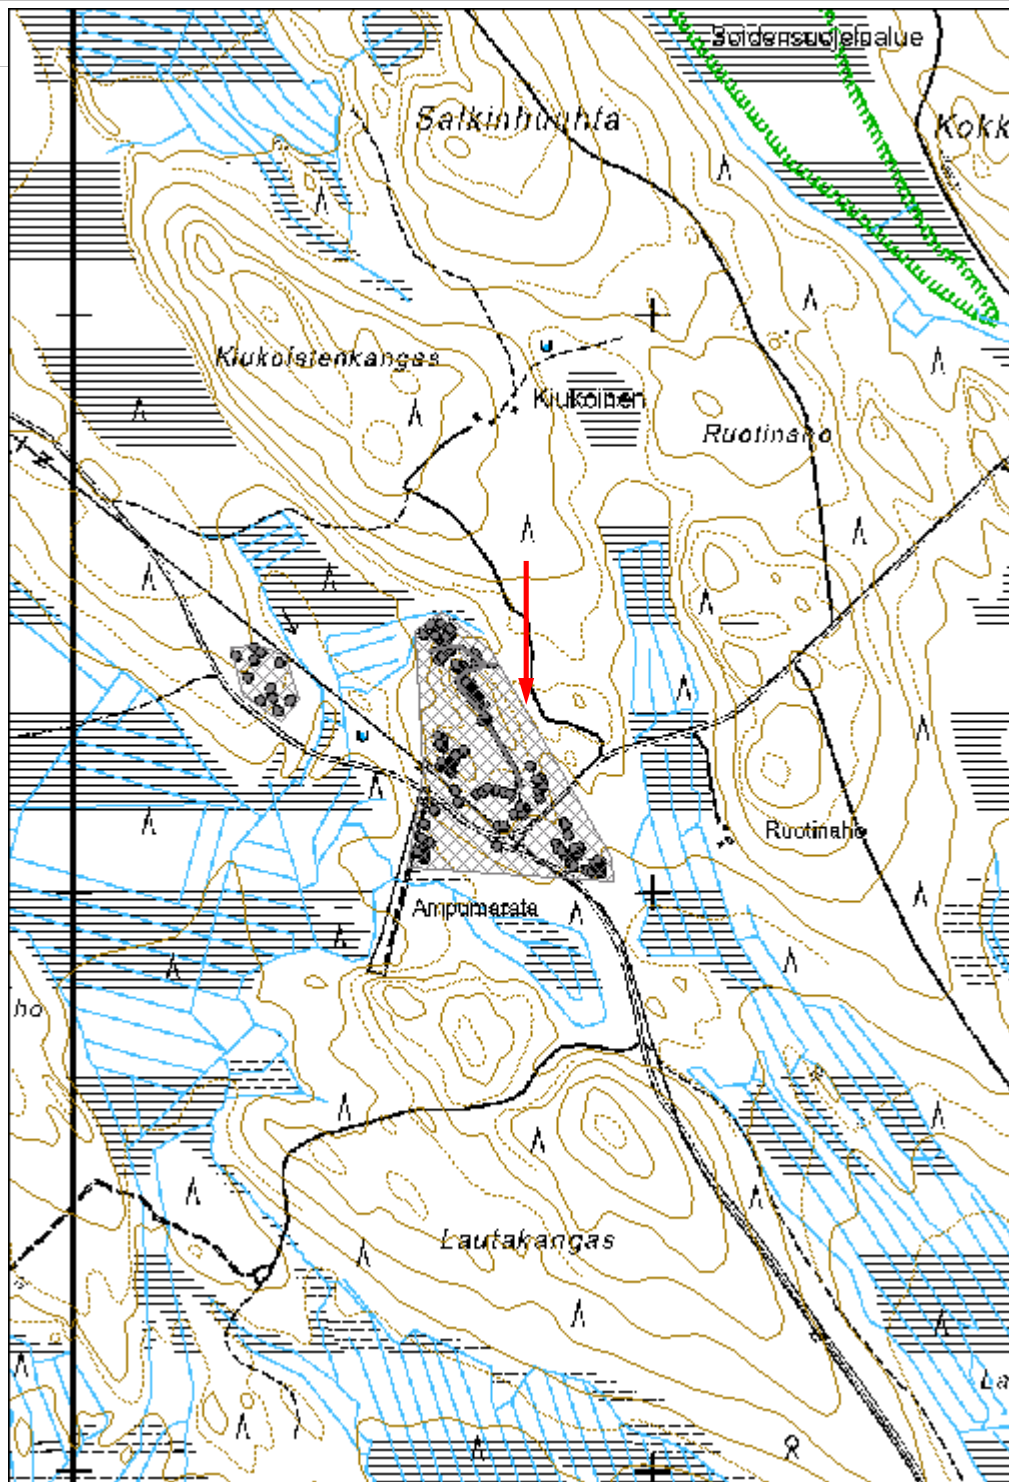 Soidensuojelualue
Salkinhuuhta
Kokk
Kiukoistenkangas
Kiukoinen
Ruotinaho
Ruotinaho
Ampumarata
ho
Lautakangas
La